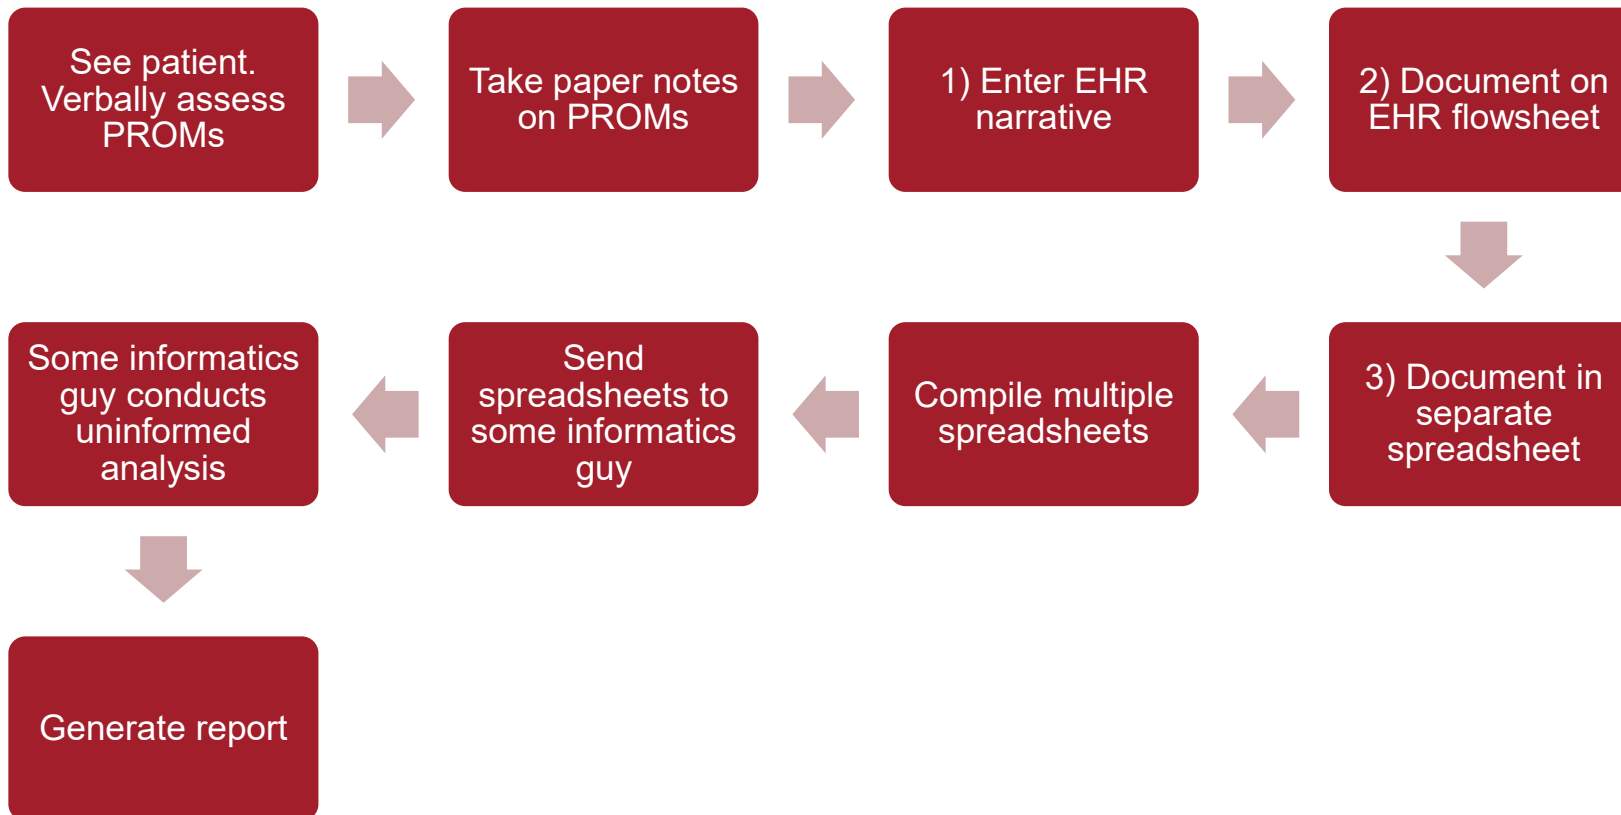 See patient.
Verbally assess
PROMs
Take paper notes
on PROMs
1) Enter EHR
narrative
2) Document on
EHR flowsheet
3) Document in
separate
spreadsheet
Compile multiple
spreadsheets
Send
spreadsheets to
some informatics
guy
Some informatics
guy conducts
uninformed
analysis
Generate report